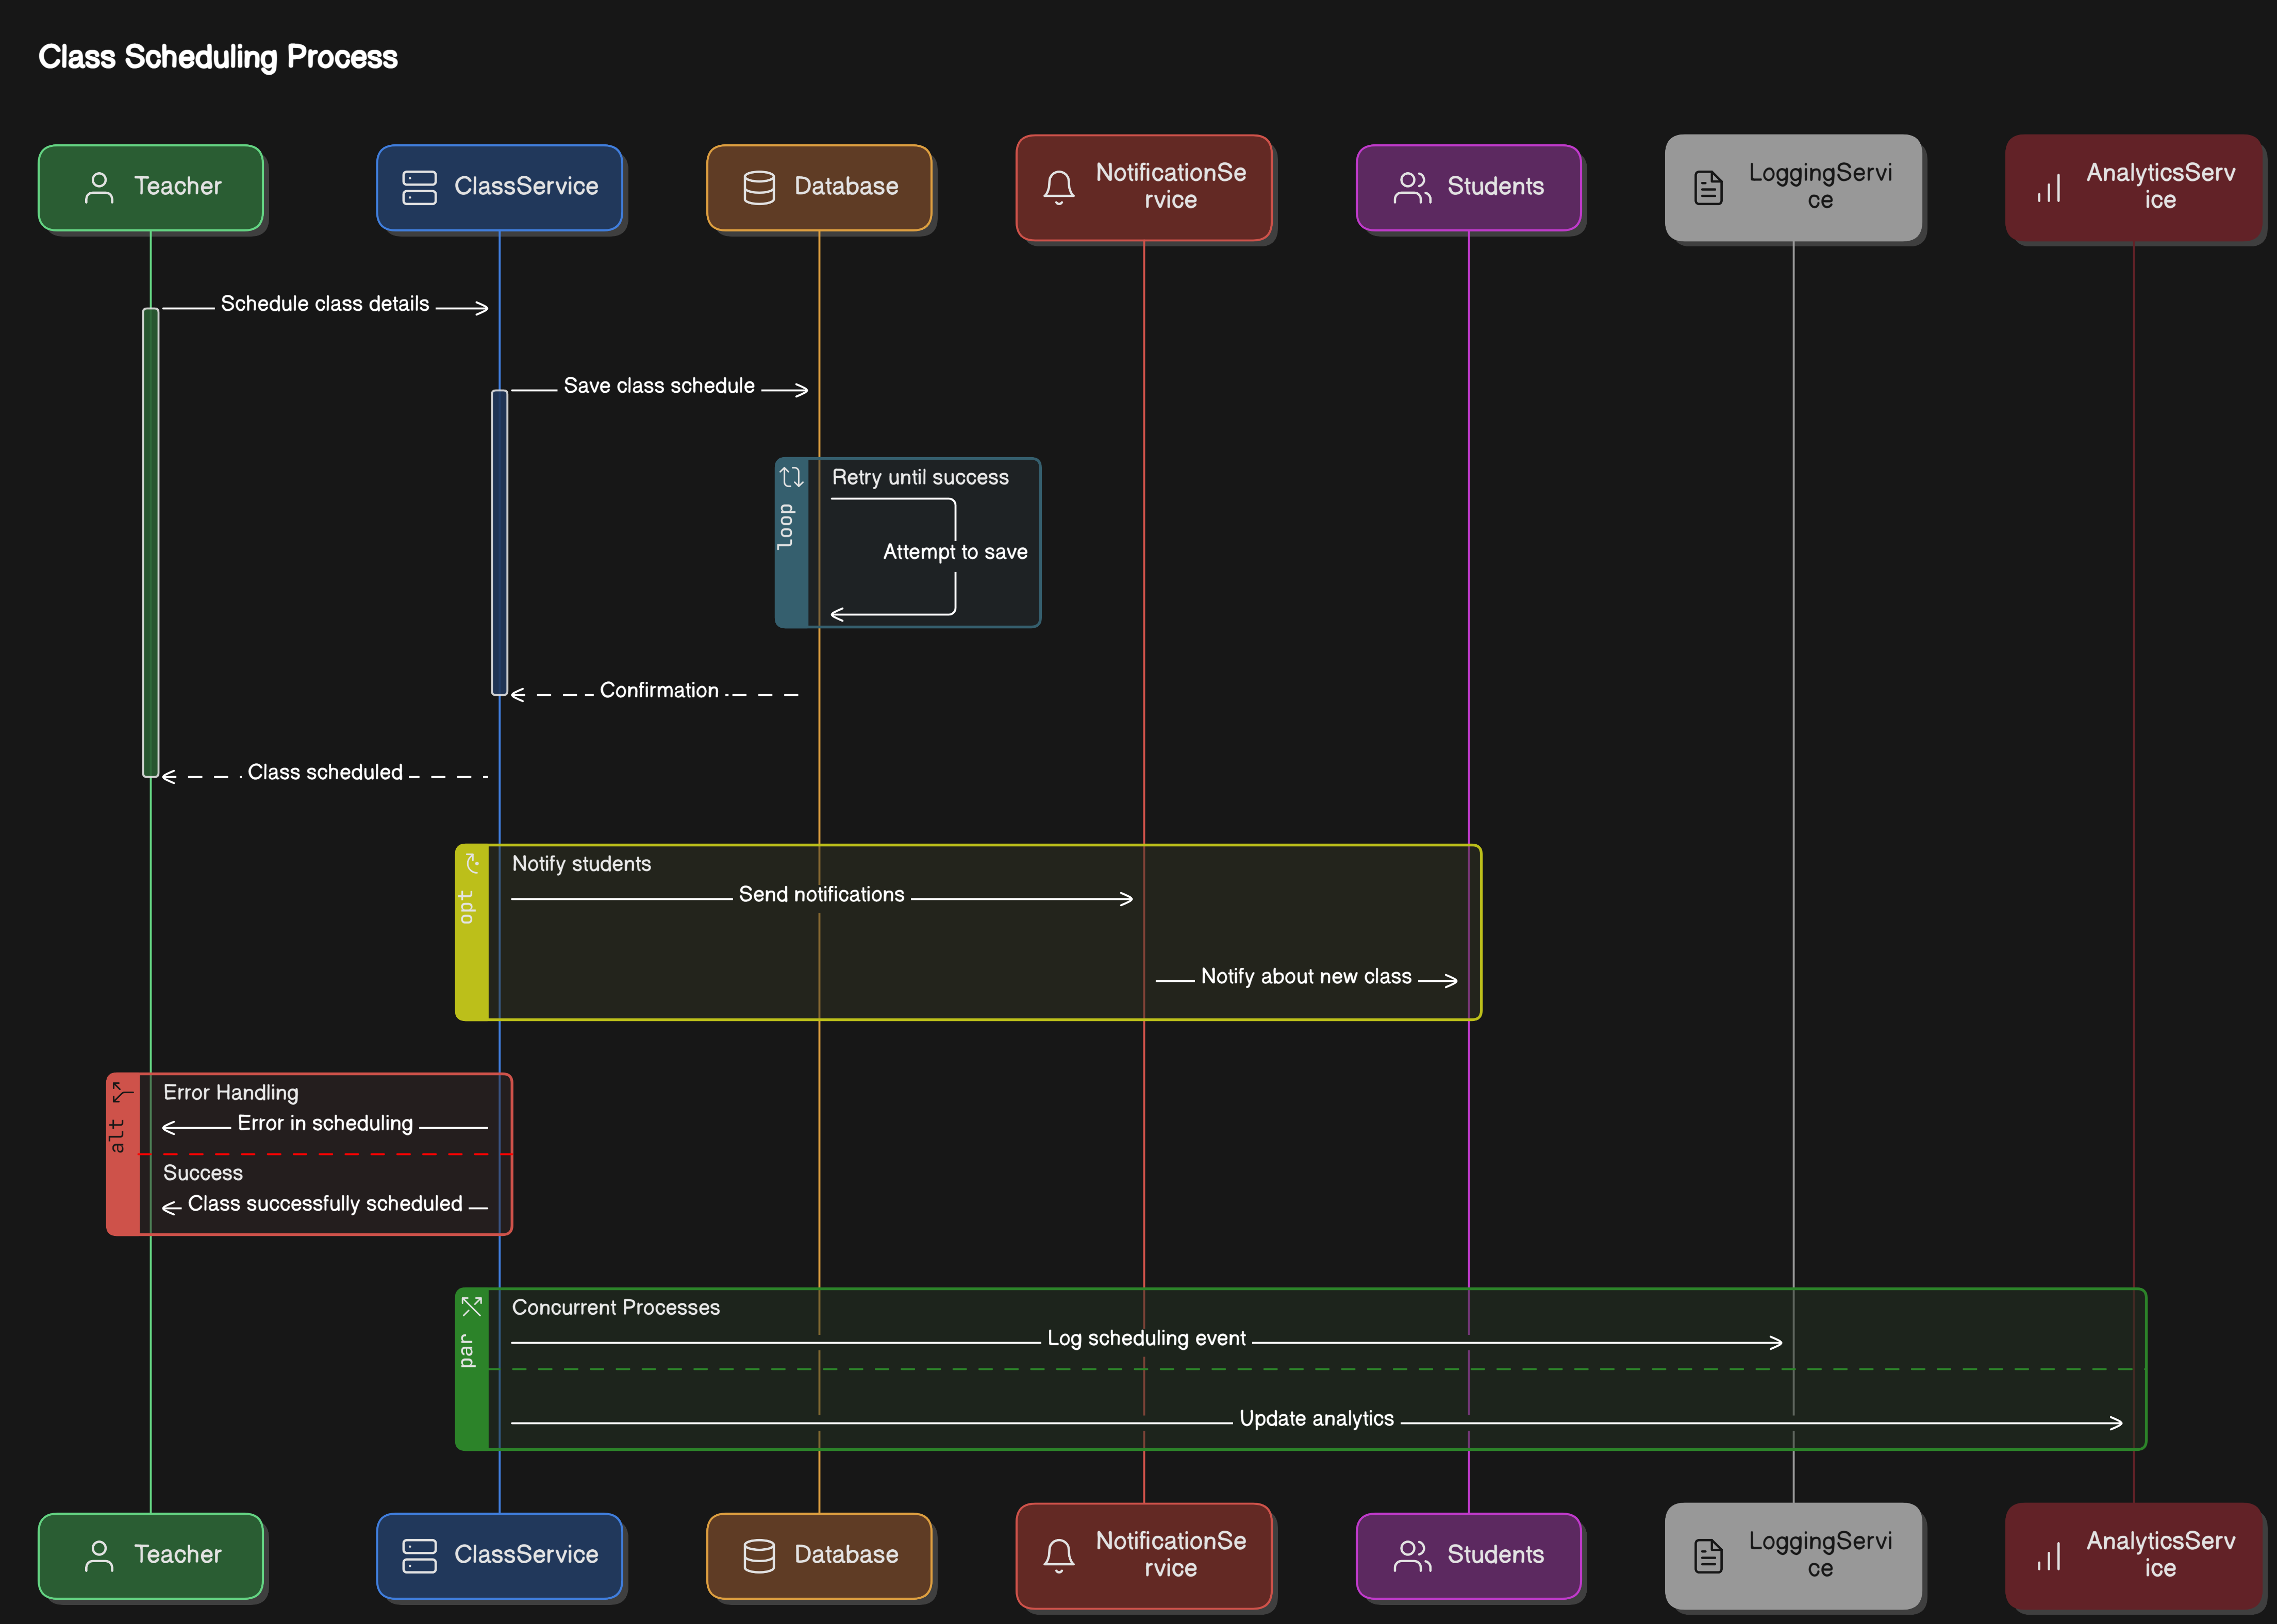 Class Scheduling Process
Teacher
ClassService
Database
NotificationSe
rvice
Students
LoggingServi
ce
AnalyticsServ
ice
Schedule class details
Save class schedule
loop
Retry until success
Attempt to save
Confirmation
Class scheduled
opt
Notify students
Send notifications
Notify about new class
alt
Error Handling
Error in scheduling
Success
Class successfully scheduled
par
Concurrent Processes
Log scheduling event
Update analytics
Teacher
ClassService
Database
NotificationSe
rvice
Students
LoggingServi
ce
AnalyticsServ
ice